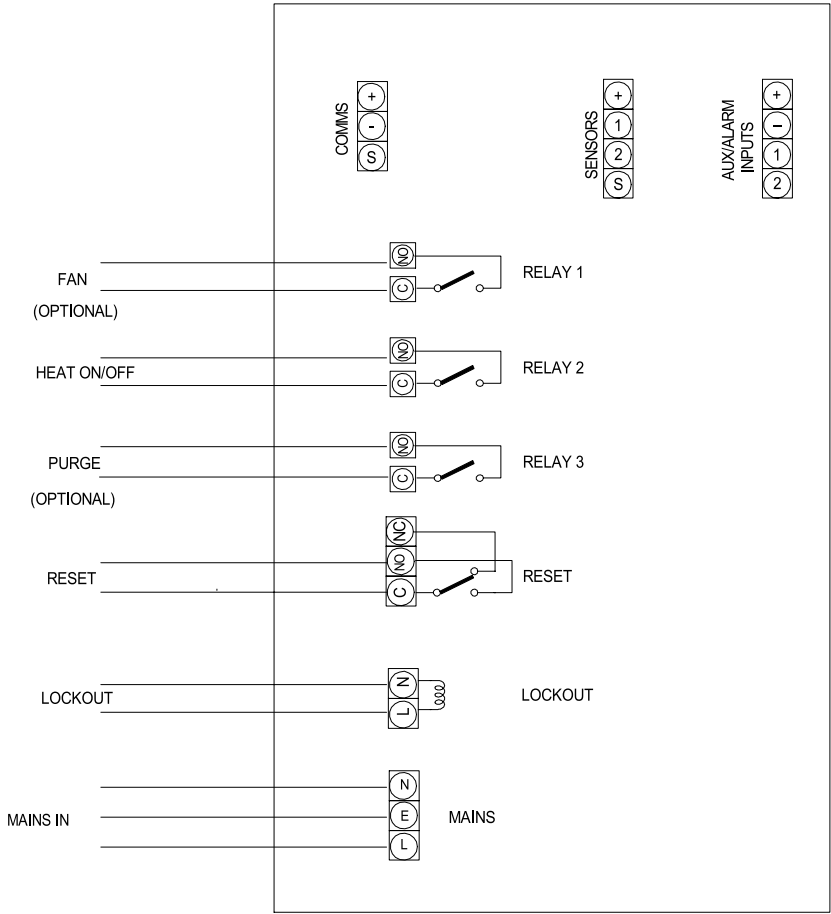 COMMS
+
-
S
SENSORS
+
1
2
S
AUX/ALARM
INPUTS
+
–
1
2
FAN
(OPTIONAL)
NO
C
RELAY 1
HEAT ON/OFF
NO
C
RELAY 2
PURGE
(OPTIONAL)
NO
C
RELAY 3
RESET
NC
NO
C
RESET
LOCKOUT
N
L
LOCKOUT
MAINS IN
N
E
L
MAINS